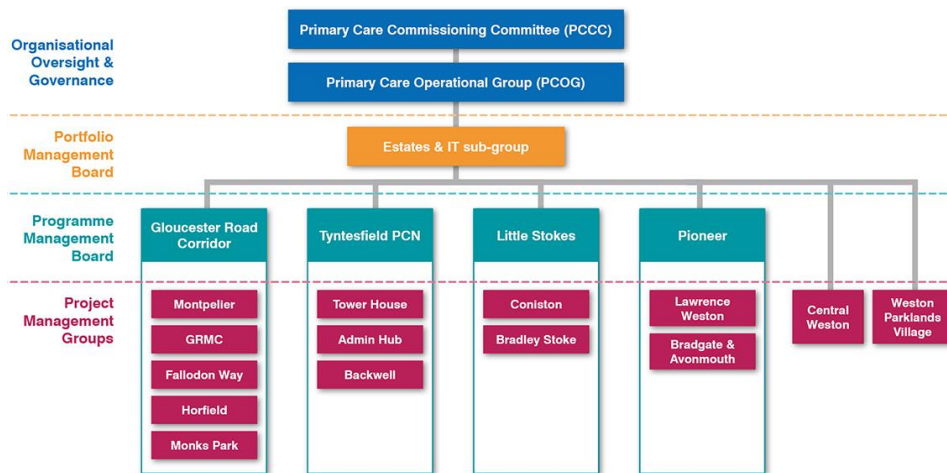 Organisational
Oversight &
Governance
Primary Care Commissioning Committee (PCCC)
Primary Care Operational Group (PCOG)
Portfolio
Management
Board
Estates & IT sub-group
Programme
Management
Board
Gloucester Road
Corridor
Tyntesfield PCN
Little Stokes
Pioneer
Project
Management
Groups
Montpelier
GRMC
Fallodon Way
Horfield
Monks Park
Tower House
Admin Hub
Backwell
Coniston
Bradley Stoke
Lawrence
Weston
Bradgate &
Avonmouth
Central
Weston
Weston
Parklands
Village